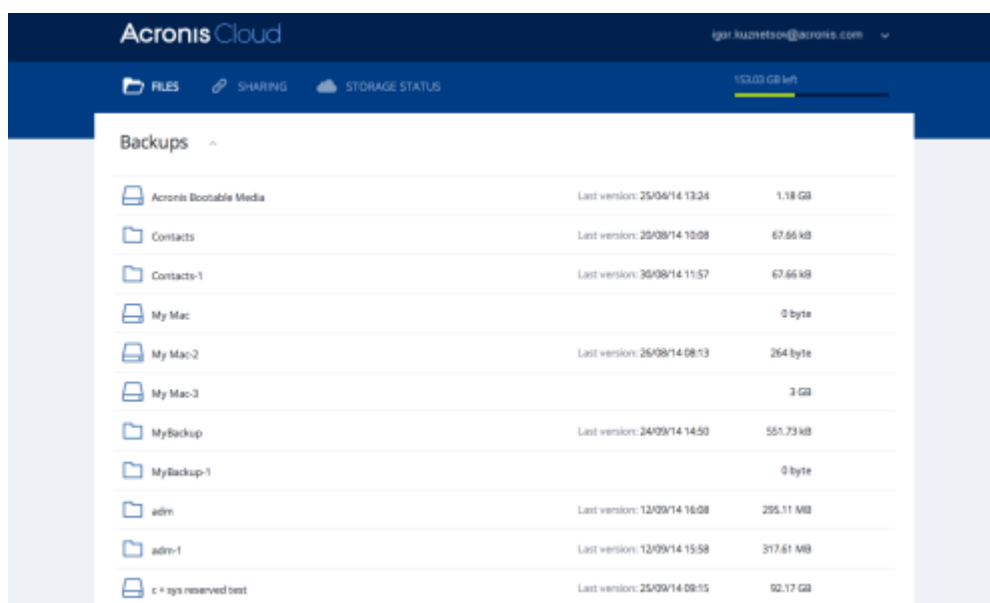 Acronis Cloud
igor.kuznetsov@acronis.com
FILES SHARING STORAGE STATUS
153.03 GB left
Backups
Acronis Bootable Media Last version: 25/06/14 13:24 1.18 GB
Contacts Last version: 20/08/14 10:08 67.66 kB
Contacts-1 Last version: 30/08/14 11:57 67.66 kB
My Mac 0 byte
My Mac-2 Last version: 26/08/14 08:13 264 byte
My Mac-3 3 GB
MyBackup Last version: 24/09/14 14:50 551.73 kB
MyBackup-1 0 byte
adm Last version: 12/09/14 16:08 295.11 MB
adm-1 Last version: 12/09/14 15:58 317.61 MB
c + sys reserved test Last version: 25/09/14 09:15 92.17 GB